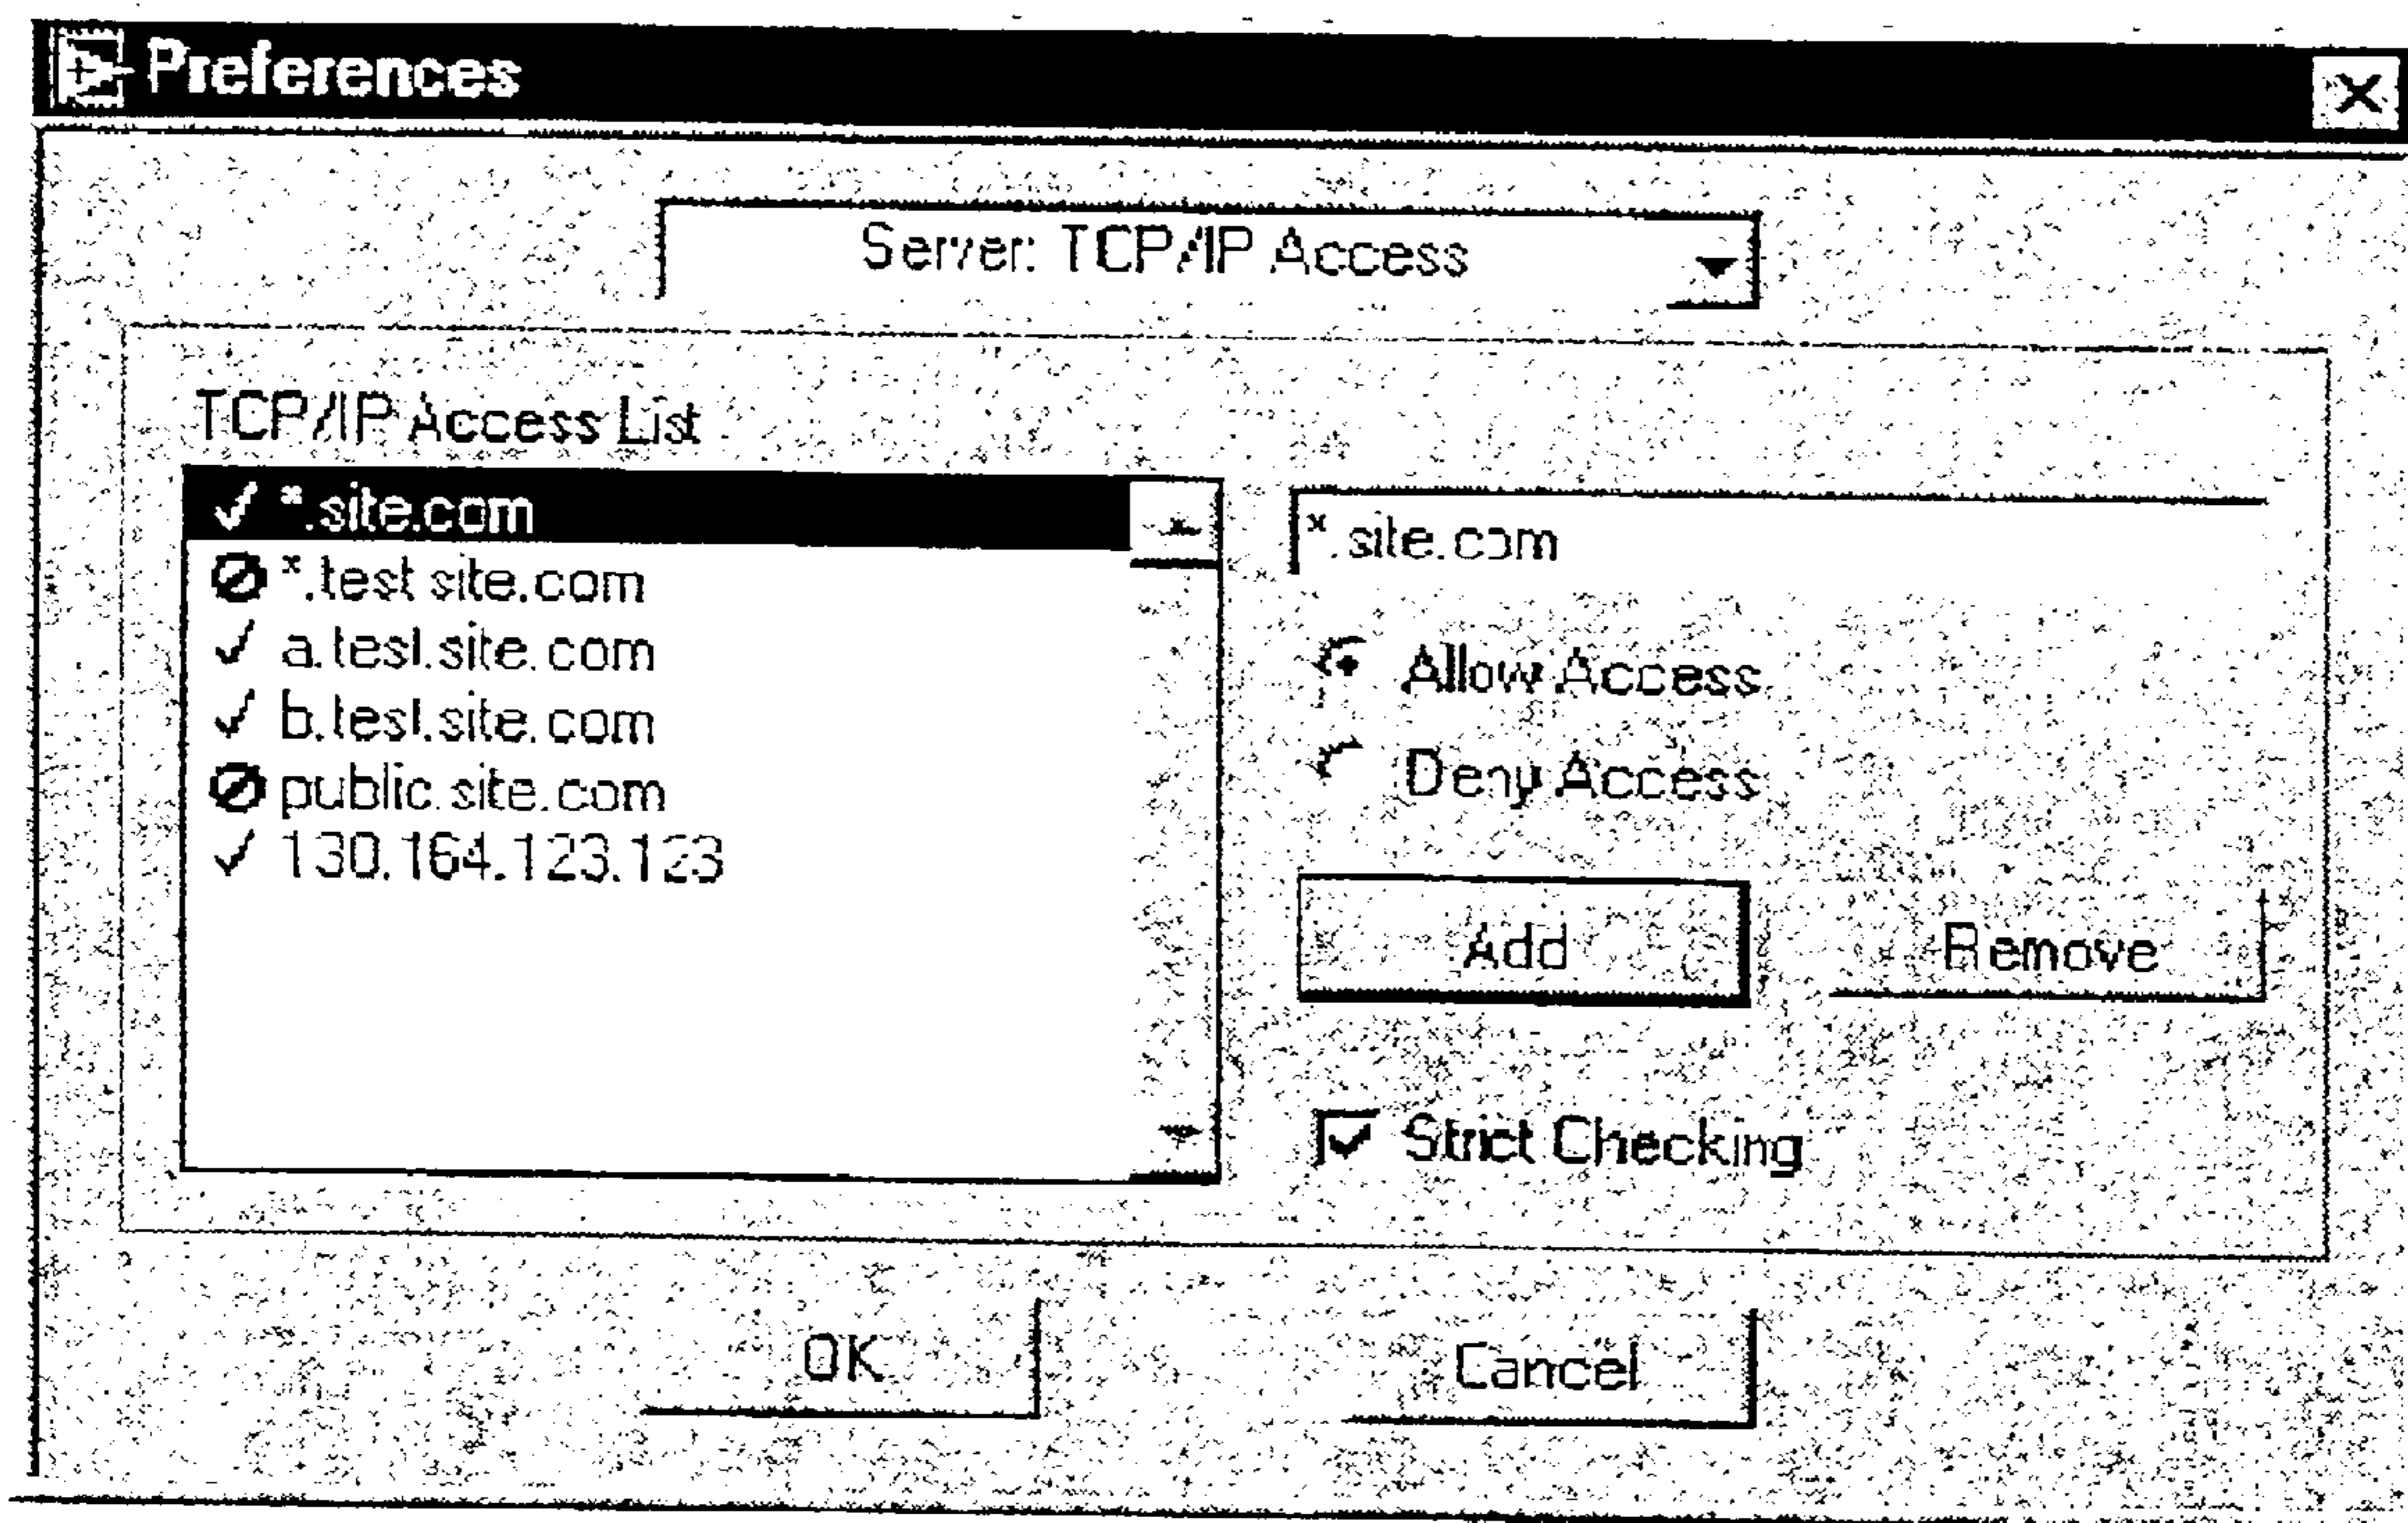 Preferences
Server: TCP/IP Access
TCP/IP Access List
*.site.com
*.test.site.com
a.test.site.com
b.test.site.com
public.site.com
130.164.123.123
*.site.com
Allow Access
Deny Access
Add
Remove
Strict Checking
OK
Cancel